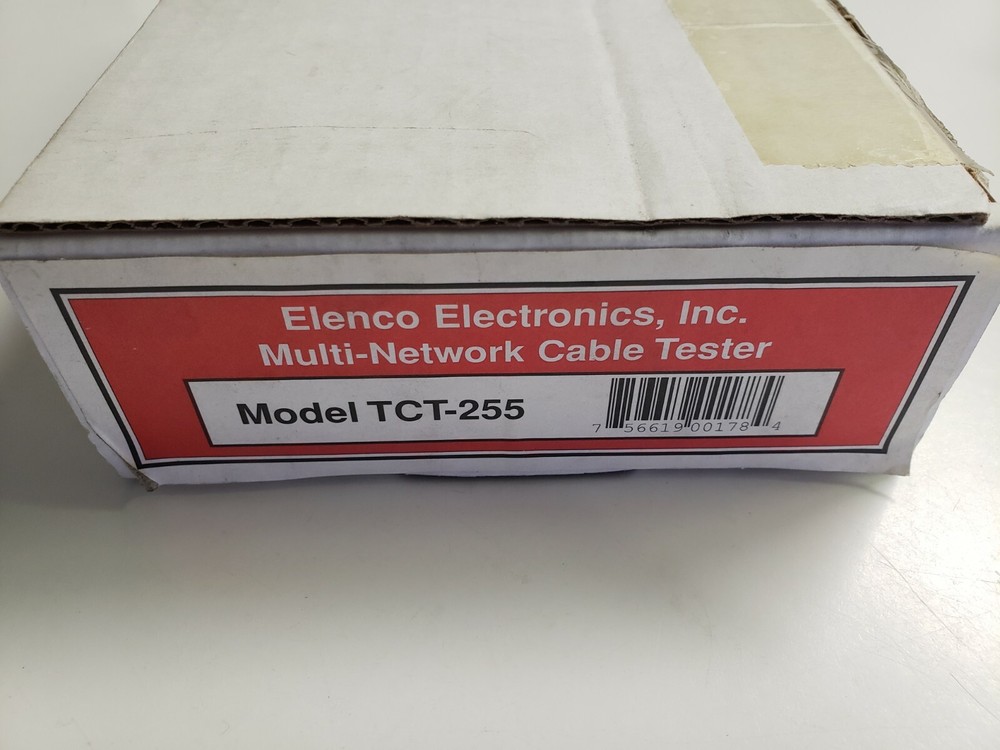 Elenco Electronics, Inc.
Multi-Network Cable Tester
Model TCT-255
7 56619 00178 4